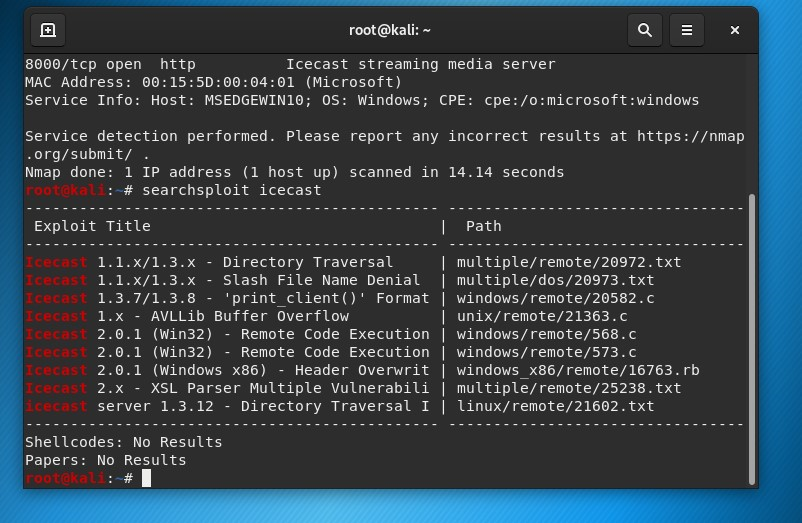 root@kali: ~
8000/tcp open  http          Icecast streaming media server
MAC Address: 00:15:5D:00:04:01 (Microsoft)
Service Info: Host: MSEDGEWIN10; OS: Windows; CPE: cpe:/o:microsoft:windows
Service detection performed. Please report any incorrect results at https://nmap
.org/submit/ .
Nmap done: 1 IP address (1 host up) scanned in 14.14 seconds
root@kali:~# searchsploit icecast
---------------------------------------------- ---------------------------------
 Exploit Title                                |  Path
---------------------------------------------- ---------------------------------
Icecast 1.1.x/1.3.x - Directory Traversal     | multiple/remote/20972.txt
Icecast 1.1.x/1.3.x - Slash File Name Denial  | multiple/dos/20973.txt
Icecast 1.3.7/1.3.8 - 'print_client()' Format | windows/remote/20582.c
Icecast 1.x - AVLLib Buffer Overflow          | unix/remote/21363.c
Icecast 2.0.1 (Win32) - Remote Code Execution | windows/remote/568.c
Icecast 2.0.1 (Win32) - Remote Code Execution | windows/remote/573.c
Icecast 2.0.1 (Windows x86) - Header Overwrit | windows_x86/remote/16763.rb
Icecast 2.x - XSL Parser Multiple Vulnerabili | multiple/remote/25238.txt
icecast server 1.3.12 - Directory Traversal I | linux/remote/21602.txt
---------------------------------------------- ---------------------------------
Shellcodes: No Results
Papers: No Results
root@kali:~#